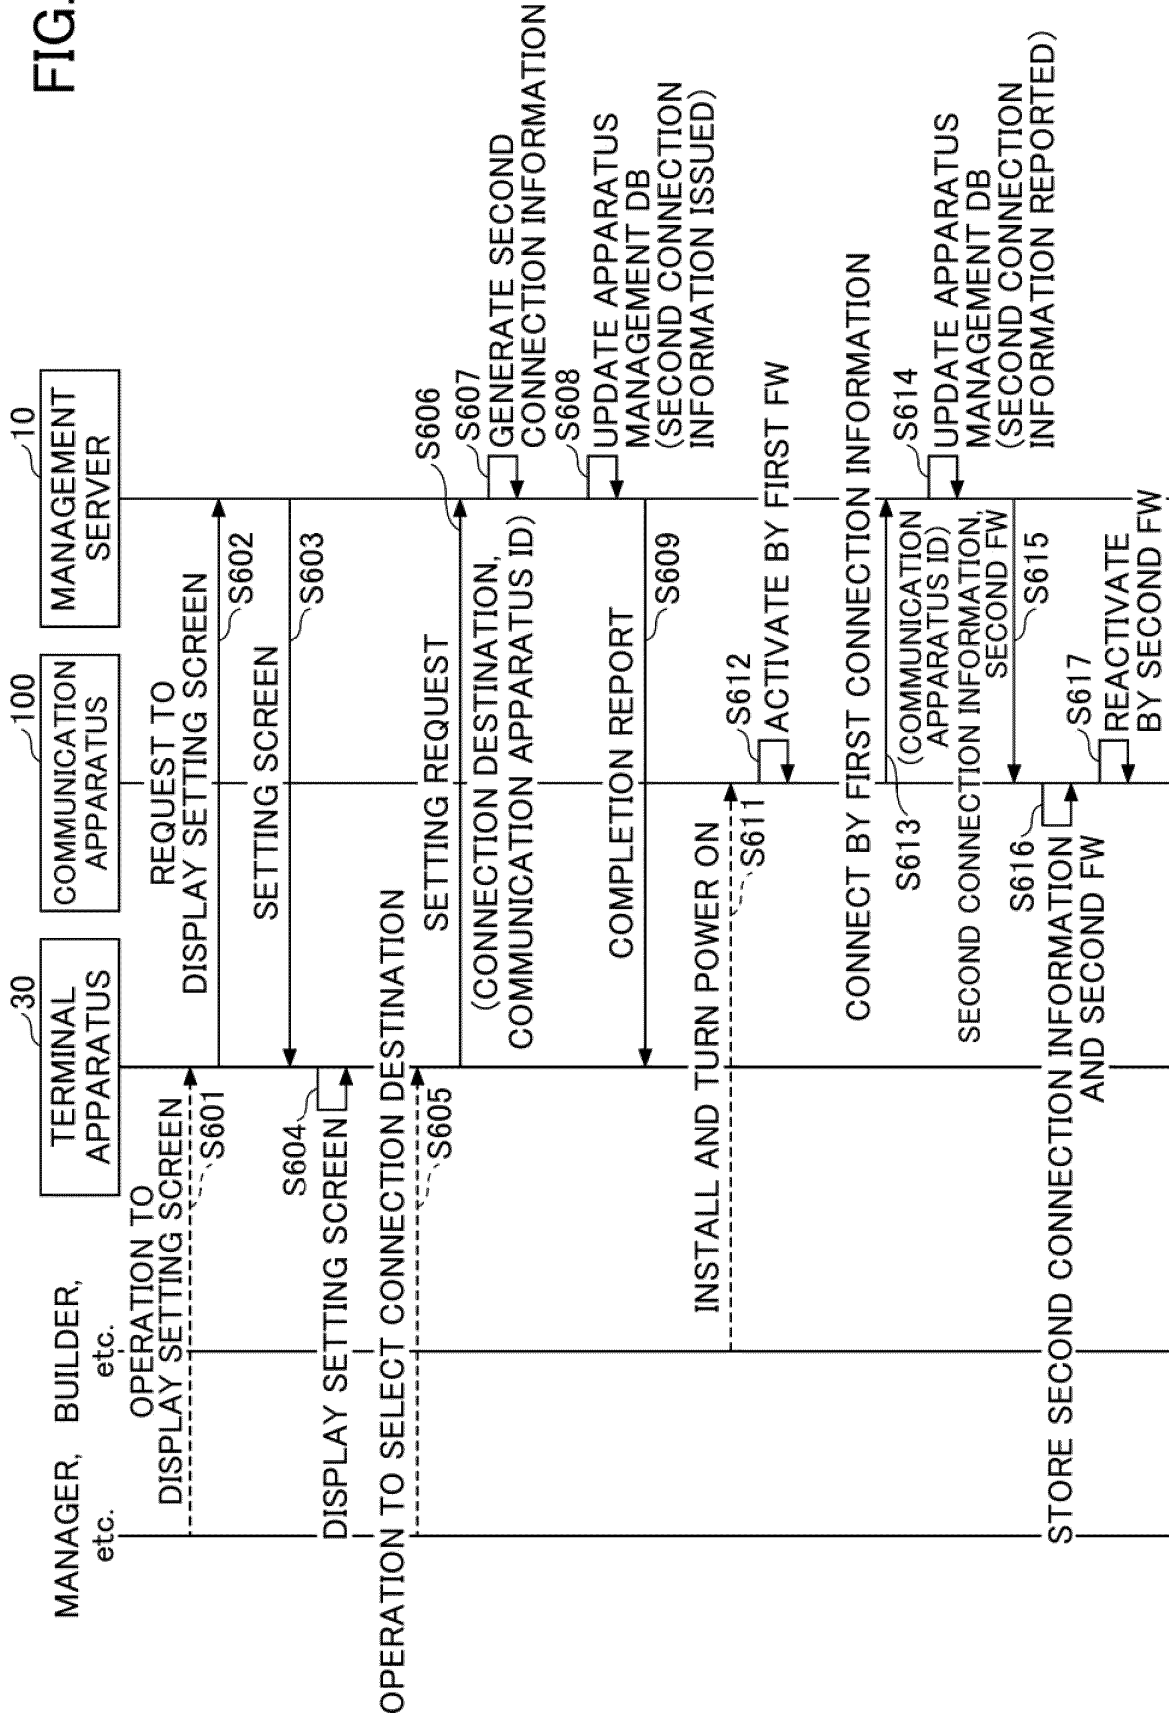 FIG.
MANAGER,
etc.
BUILDER,
etc.
30
TERMINAL
APPARATUS
100
COMMUNICATION
APPARATUS
10
MANAGEMENT
SERVER
OPERATION TO
DISPLAY SETTING SCREEN
S601
REQUEST TO
DISPLAY SETTING SCREEN
S602
SETTING SCREEN
S603
S604
DISPLAY SETTING SCREEN
OPERATION TO SELECT CONNECTION DESTINATION
S605
SETTING REQUEST
S606
(CONNECTION DESTINATION,
COMMUNICATION APPARATUS ID)
S607
GENERATE SECOND
CONNECTION INFORMATION
S608
UPDATE APPARATUS
MANAGEMENT DB
(SECOND CONNECTION
INFORMATION ISSUED)
COMPLETION REPORT
S609
INSTALL AND TURN POWER ON
S611
S612
ACTIVATE BY FIRST FW
CONNECT BY FIRST CONNECTION INFORMATION
S613
(COMMUNICATION
APPARATUS ID)
S614
UPDATE APPARATUS
MANAGEMENT DB
(SECOND CONNECTION
INFORMATION REPORTED)
SECOND CONNECTION INFORMATION,
SECOND FW
S615
S616
STORE SECOND CONNECTION INFORMATION
AND SECOND FW
S617
REACTIVATE
BY SECOND FW